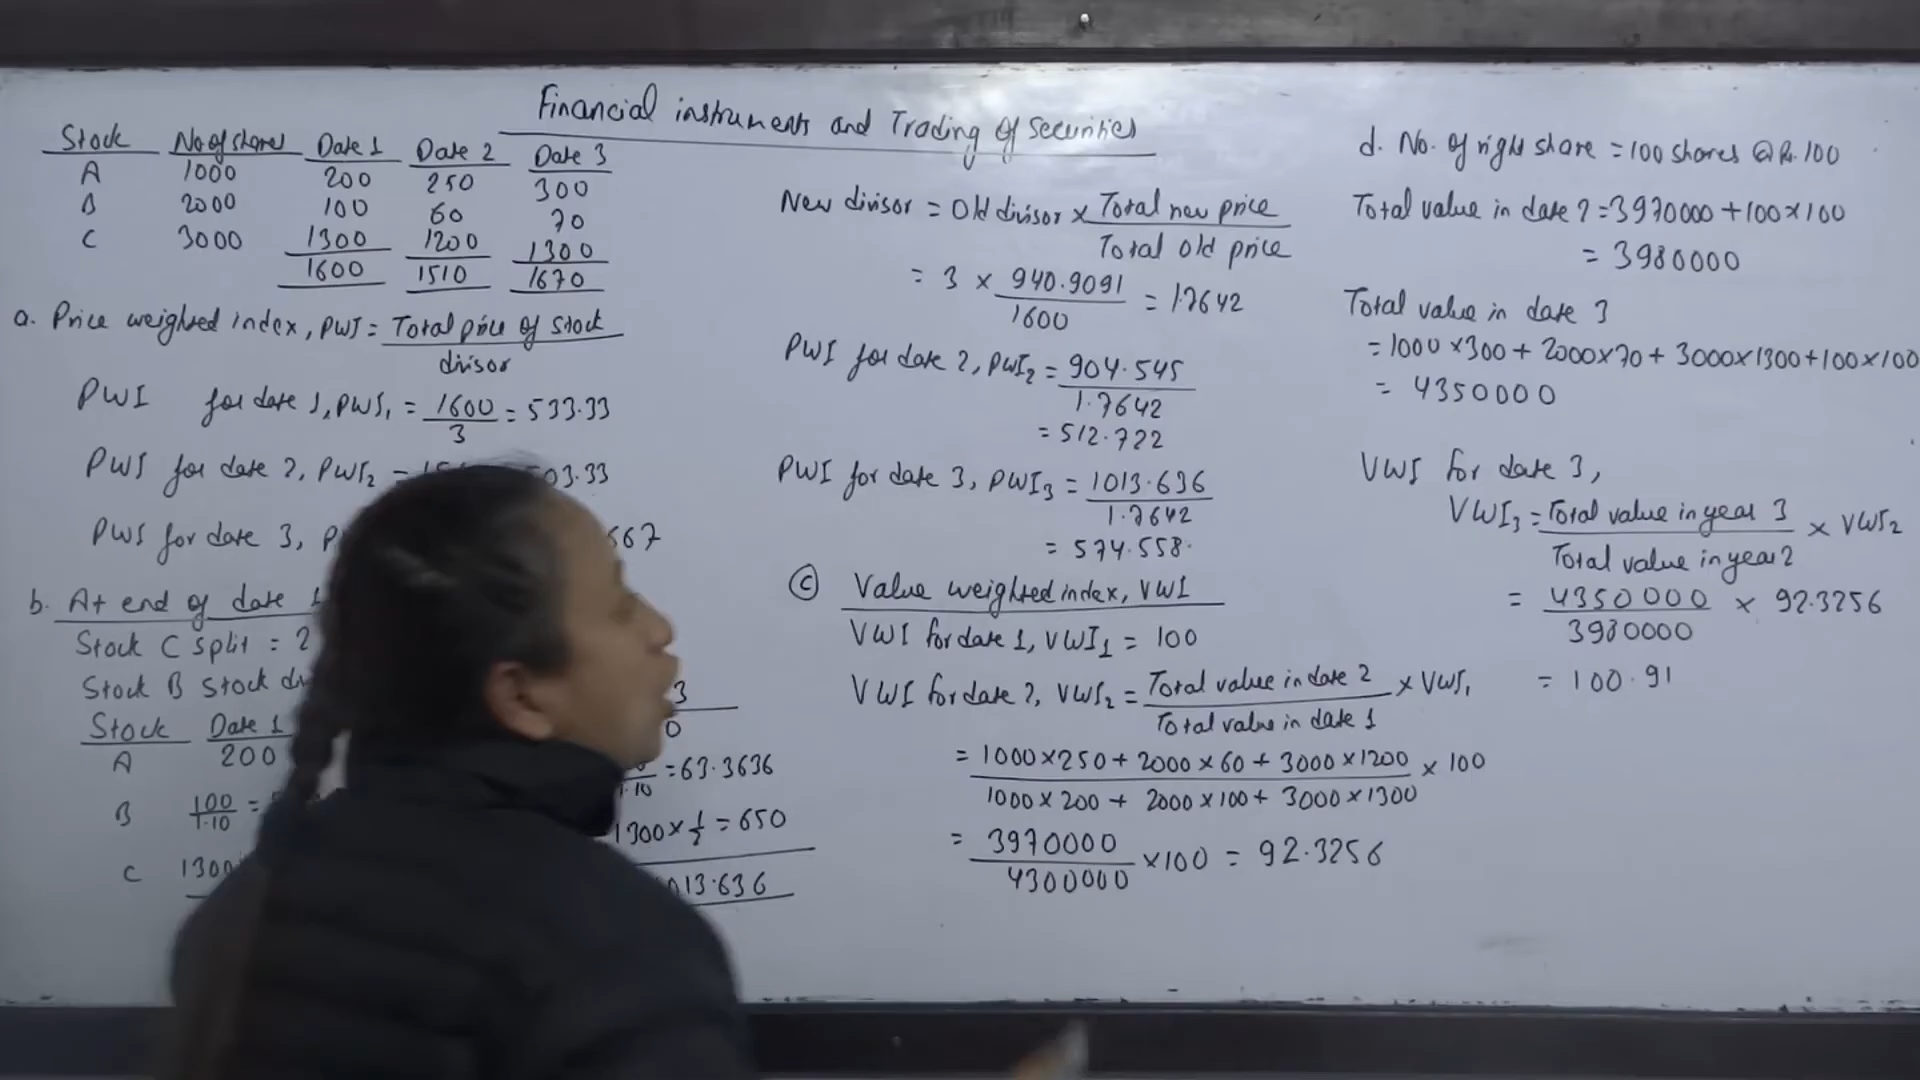 Financial instruments and Trading of Securities
Stock No of shares Date 1 Date 2 Date 3
A 1000 200 250 300
B 2000 100 60 70
C 3000 1300 1200 1300
1600 1510 1670
a. Price weighted index, PWI = Total price of stock
divisor
PWI for date 1, PWI₁ = 1600 = 533.33
3
PWI for date 2, PWI₂ = 03.33
PWI for date 3, 667
b. At end of date 1
Stock C split = 2
Stock B Stock
Stock Date 1 3
A 200 0
B 100 = = 63.3636
1.10 1.10
C 1300 1300 × ½ = 650
013.636
New divisor = Old divisor × Total new price
Total old price
= 3 × 940.9091 = 1.7642
1600
PWI for date 2, PWI₂ = 904.545
1.7642
= 512.722
PWI for date 3, PWI₃ = 1013.636
1.7642
= 574.558.
(C) Value weighted index, VWI
VWI for date 1, VWI₁ = 100
VWI for date 2, VWI₂ = Total value in date 2 × VWI₁
Total value in date 1
= 1000×250 + 2000×60 + 3000×1200 × 100
1000×200 + 2000×100 + 3000×1300
= 3970000 ×100 = 92.3256
4300000
d. No. of right share = 100 shares @ R. 100
Total value in date 2 = 3970000 + 100×100
= 3980000
Total value in date 3
= 1000×300 + 2000×70 + 3000×1300 + 100×100
= 4350000
VWI for date 3,
VWI₃ = Total value in year 3 × VWI₂
Total value in year 2
= 4350000 × 92.3256
3980000
= 100.91